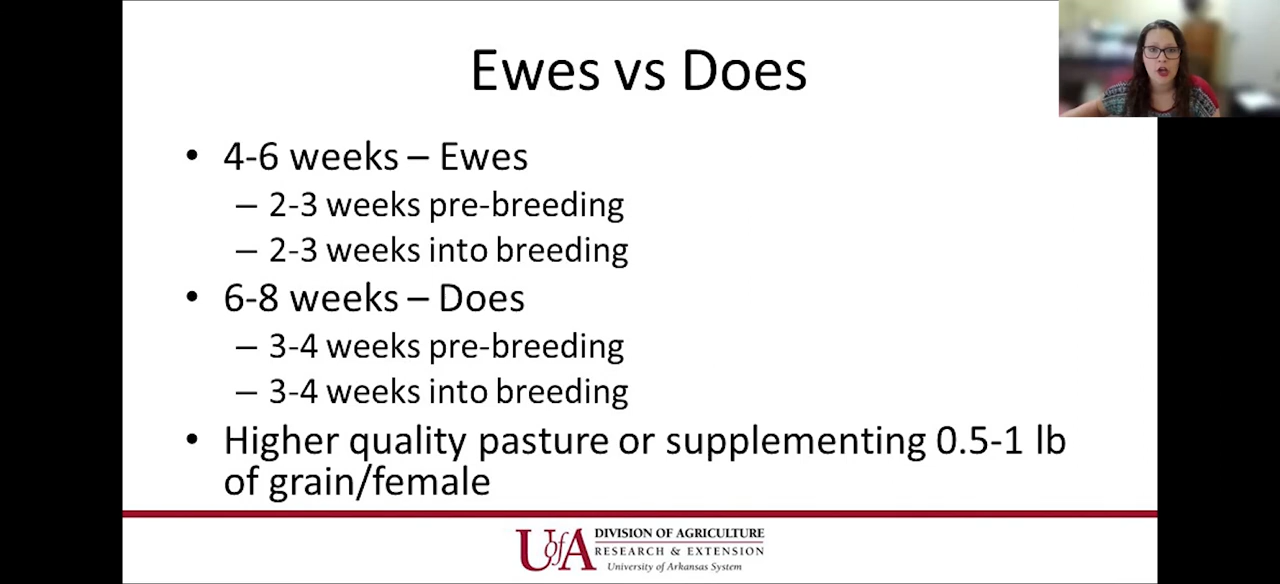 Ewes vs Does
• 4-6 weeks – Ewes
– 2-3 weeks pre-breeding
– 2-3 weeks into breeding
• 6-8 weeks – Does
– 3-4 weeks pre-breeding
– 3-4 weeks into breeding
• Higher quality pasture or supplementing 0.5-1 lb
of grain/female
UofA
DIVISION OF AGRICULTURE
RESEARCH & EXTENSION
University of Arkansas System